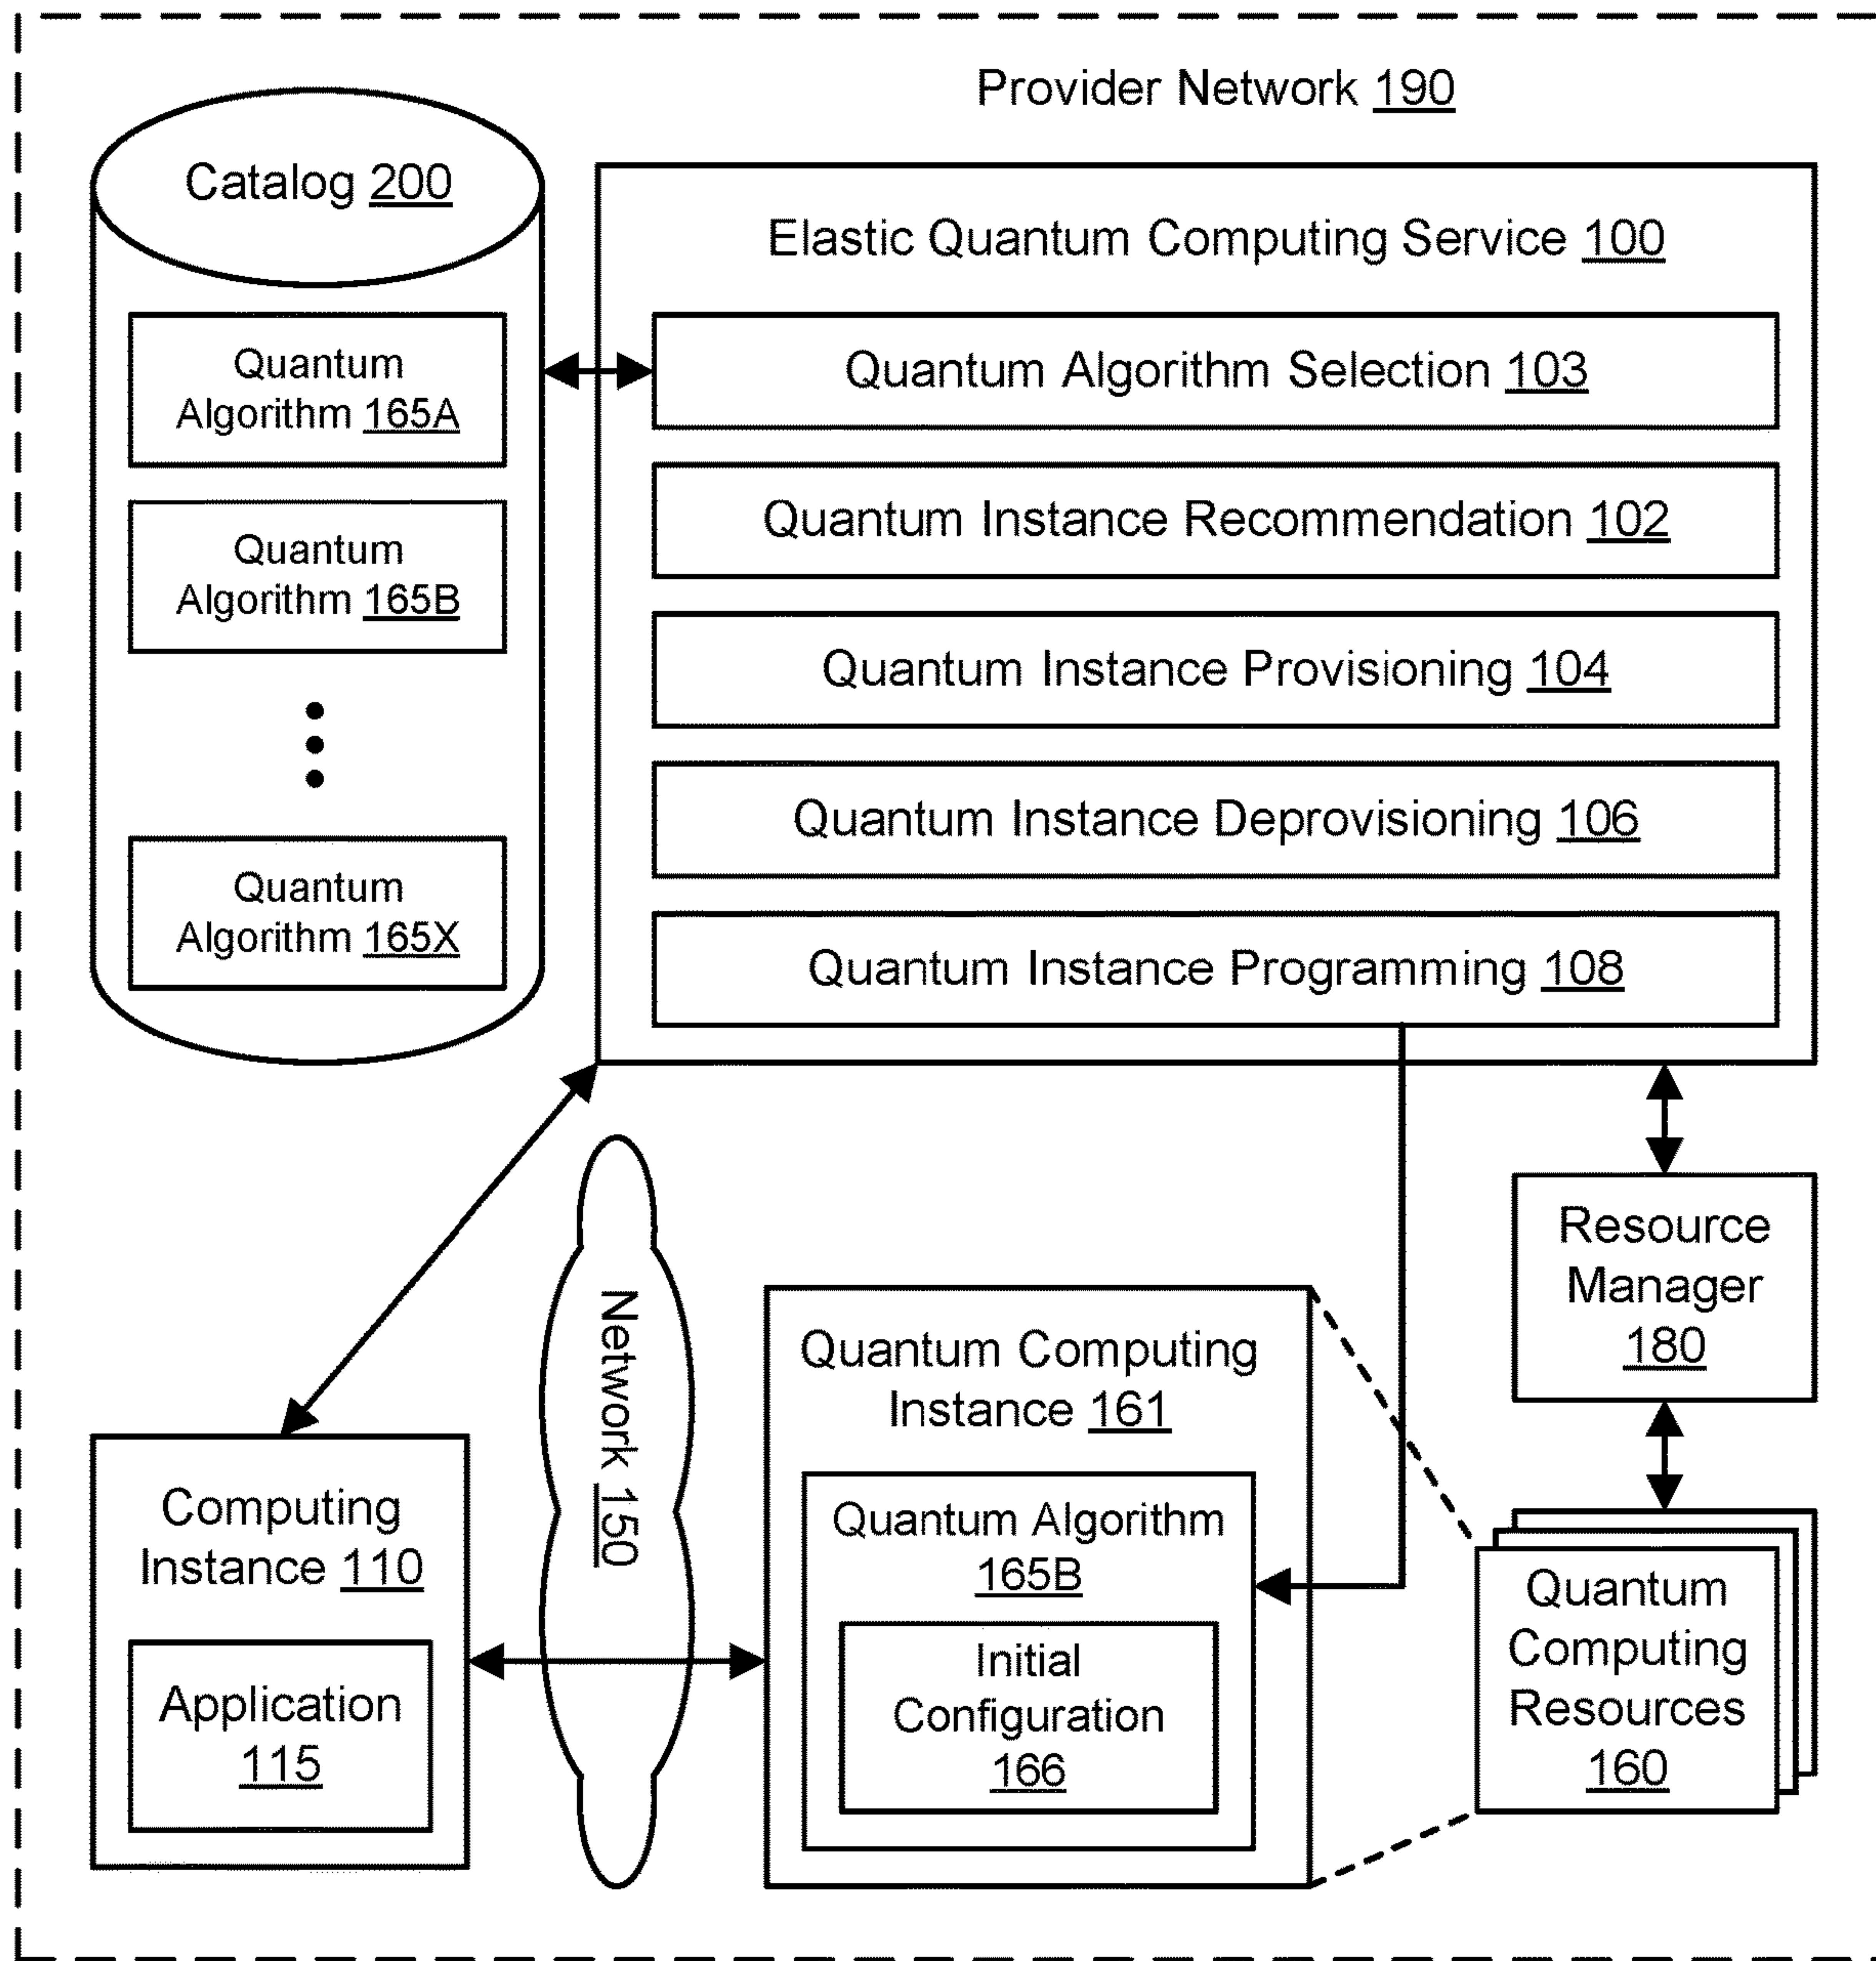 Provider Network 190
Catalog 200
Quantum
Algorithm 165A
Quantum
Algorithm 165B
Quantum
Algorithm 165X
Elastic Quantum Computing Service 100
Quantum Algorithm Selection 103
Quantum Instance Recommendation 102
Quantum Instance Provisioning 104
Quantum Instance Deprovisioning 106
Quantum Instance Programming 108
Resource
Manager
180
Network 150
Quantum Computing
Instance 161
Quantum Algorithm
165B
Initial
Configuration
166
Computing
Instance 110
Application
115
Quantum
Computing
Resources
160